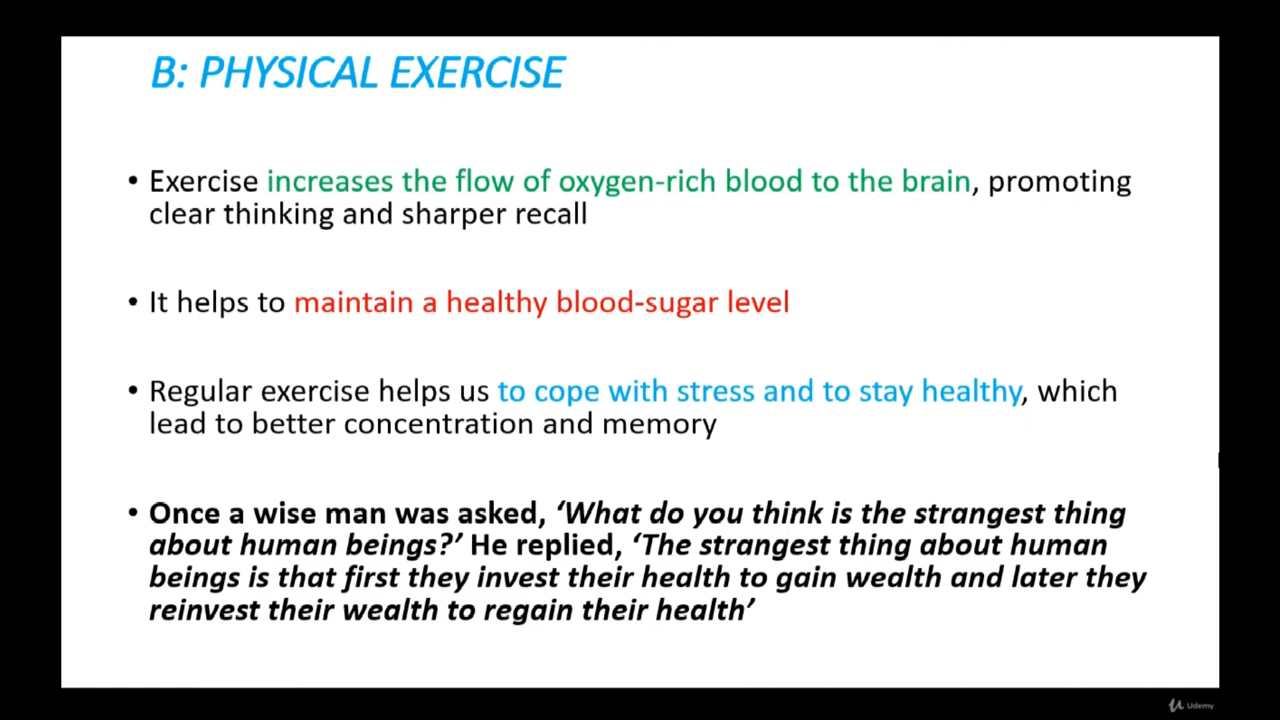 B: PHYSICAL EXERCISE
• Exercise increases the flow of oxygen-rich blood to the brain, promoting
clear thinking and sharper recall
• It helps to maintain a healthy blood-sugar level
• Regular exercise helps us to cope with stress and to stay healthy, which
lead to better concentration and memory
• Once a wise man was asked, ‘What do you think is the strangest thing
about human beings?’ He replied, ‘The strangest thing about human
beings is that first they invest their health to gain wealth and later they
reinvest their wealth to regain their health’
Udemy